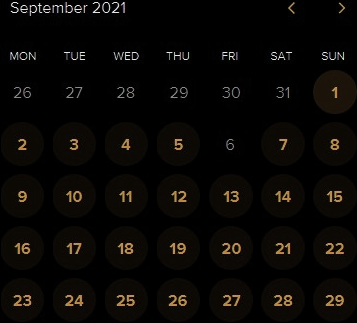 September 2021
MON TUE WED THU FRI SAT SUN
26 27 28 29 30 31 1
2 3 4 5 6 7 8
9 10 11 12 13 14 15
16 17 18 19 20 21 22
23 24 25 26 27 28 29